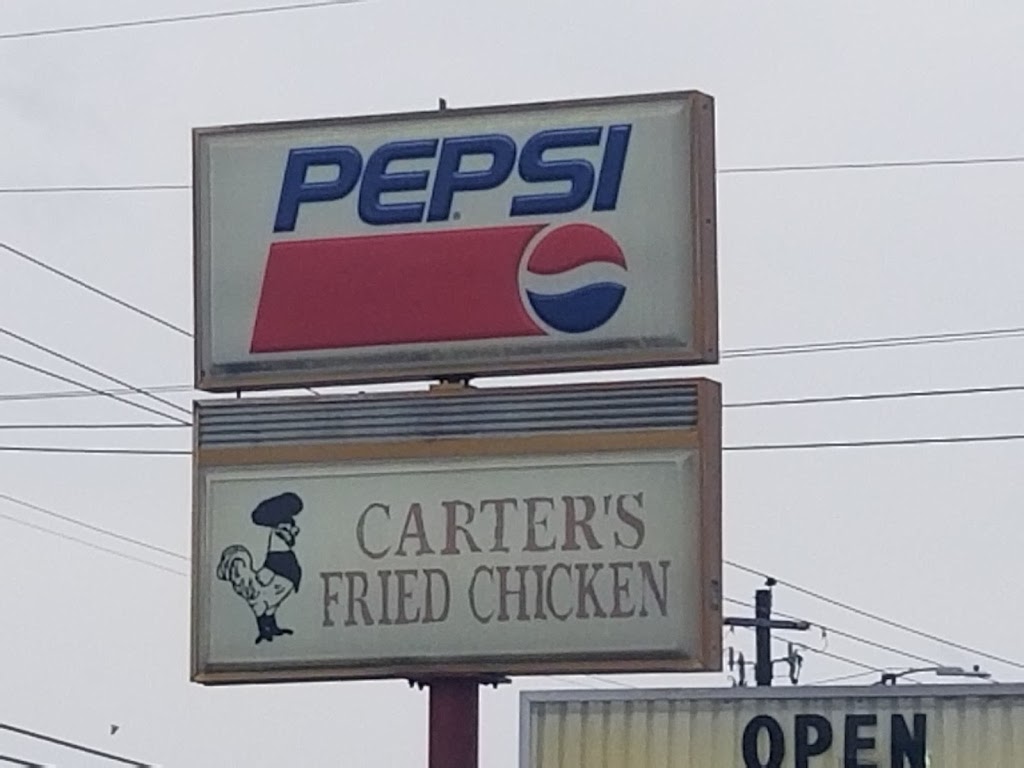 PEPSI
CARTER'S
FRIED CHICKEN
OPEN